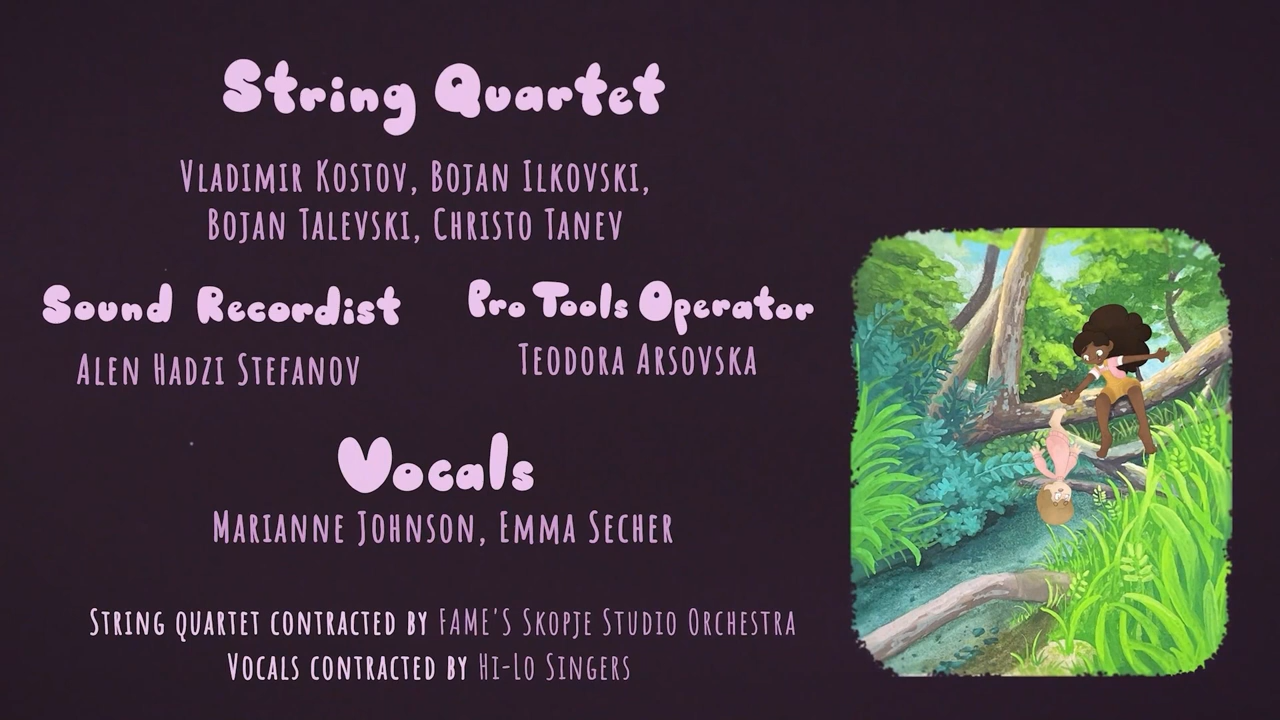 String Quartet
Vladimir Kostov, Bojan Ilkovski,
Bojan Talevski, Christo Tanev
Sound Recordist
Alen Hadzi Stefanov
Pro Tools Operator
Teodora Arsovska
Vocals
Marianne Johnson, Emma Secher
String quartet contracted by FAME'S Skopje Studio Orchestra
Vocals contracted by Hi-Lo Singers